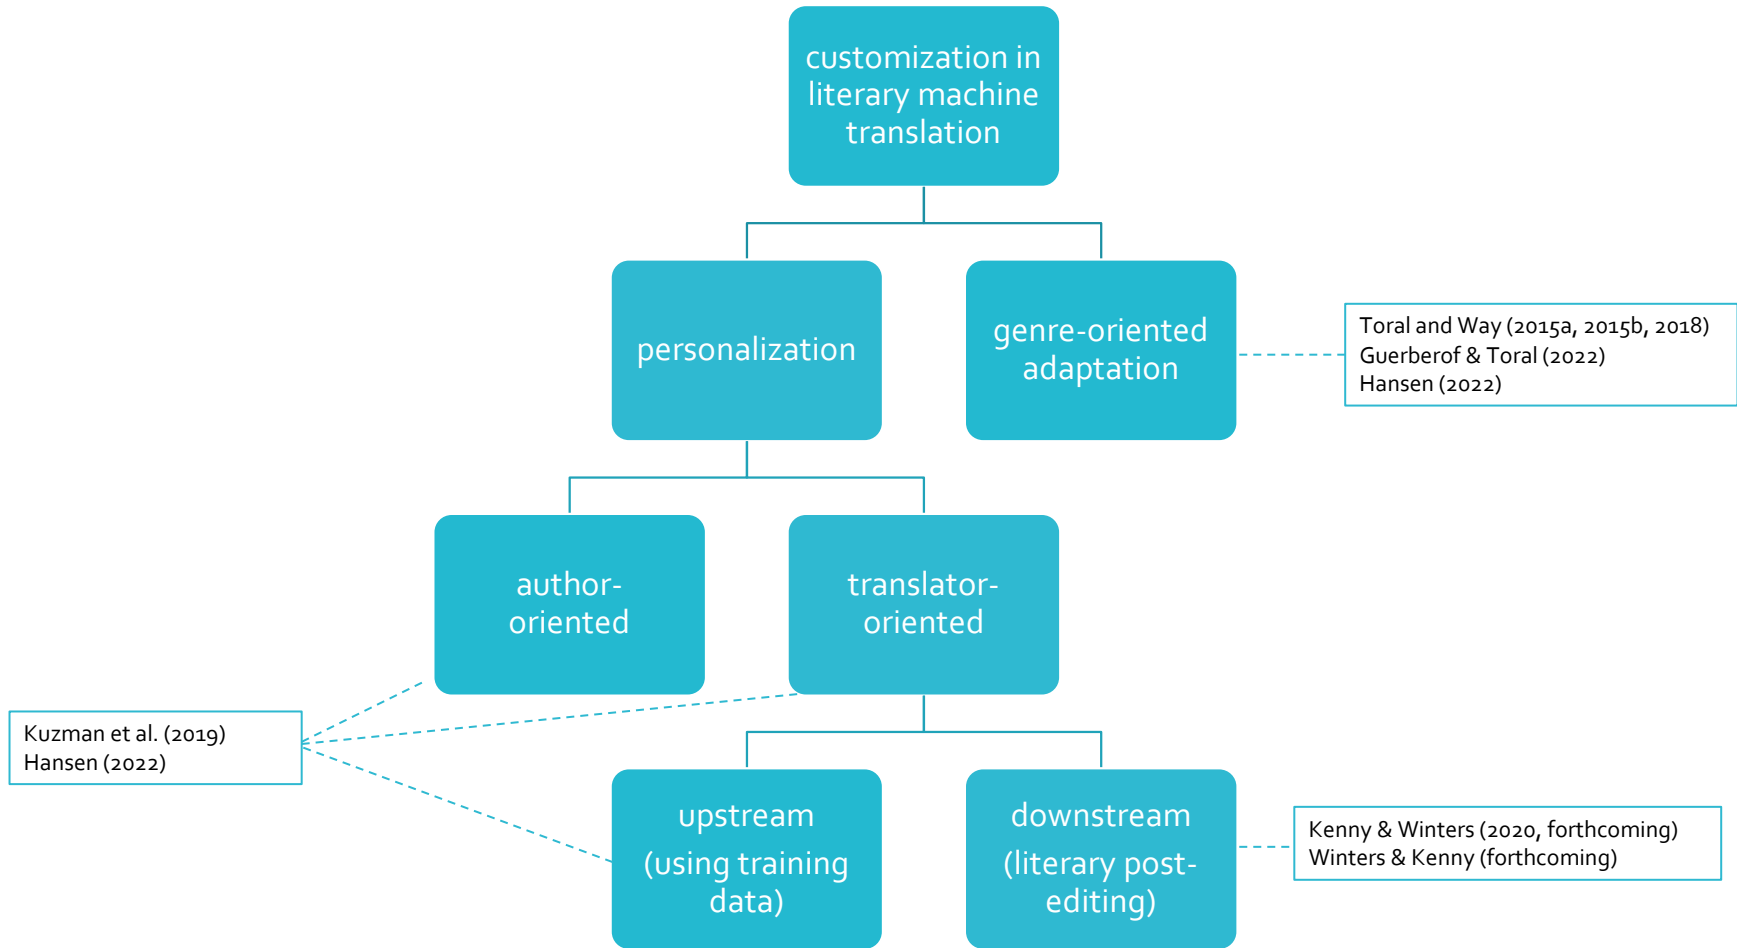 customization in
literary machine
translation
personalization
genre-oriented
adaptation
Toral and Way (2015a, 2015b, 2018)
Guerberof & Toral (2022)
Hansen (2022)
author-
oriented
translator-
oriented
Kuzman et al. (2019)
Hansen (2022)
upstream
(using training
data)
downstream
(literary post-
editing)
Kenny & Winters (2020, forthcoming)
Winters & Kenny (forthcoming)